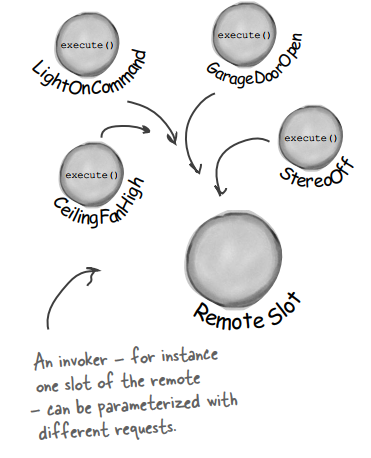 execute()
LightOnCommand
execute()
GarageDoorOpen
execute()
CeilingFanHigh
execute()
StereoOff
Remote Slot
An invoker – for instance
one slot of the remote
– can be parameterized with
different requests.